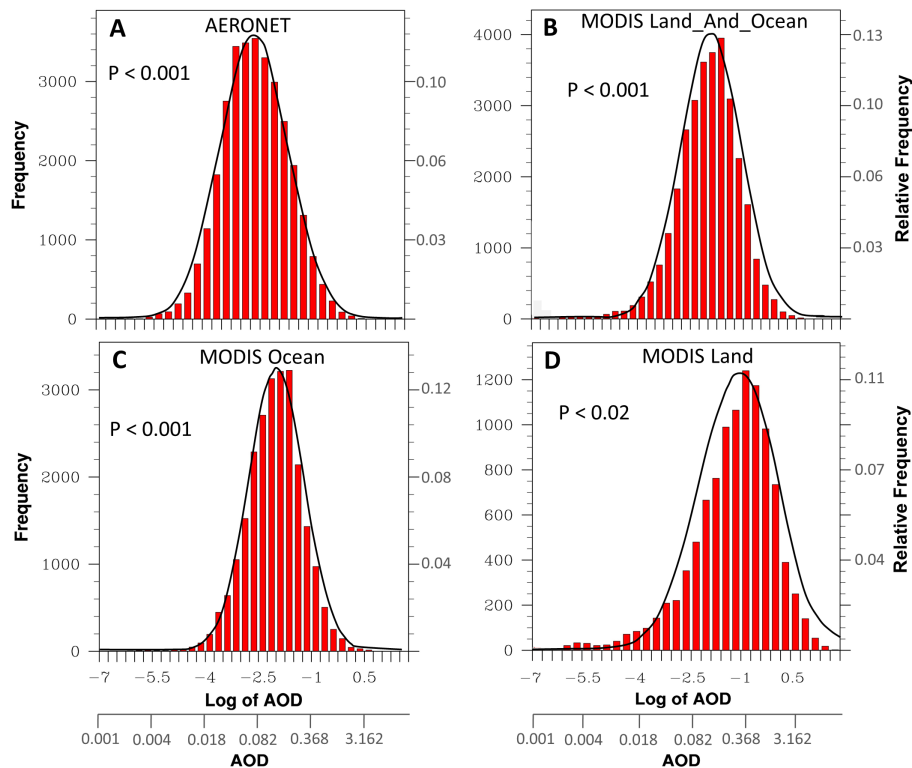 A
AERONET
P < 0.001
Frequency
3000
2000
1000
0
0.10
0.06
0.03
B
MODIS Land_And_Ocean
P < 0.001
4000
3000
2000
1000
0
0.13
0.10
0.06
0.03
Relative Frequency
C
MODIS Ocean
P < 0.001
Frequency
3000
2000
1000
0
0.12
0.08
0.04
−7 −5.5 −4 −2.5 −1 0.5
Log of AOD
0.001 0.004 0.018 0.082 0.368 3.162
AOD
D
MODIS Land
P < 0.02
1200
1000
800
600
400
200
0
0.11
0.07
0.04
Relative Frequency
−7 −5.5 −4 −2.5 −1 0.5
Log of AOD
0.001 0.004 0.018 0.082 0.368 3.162
AOD